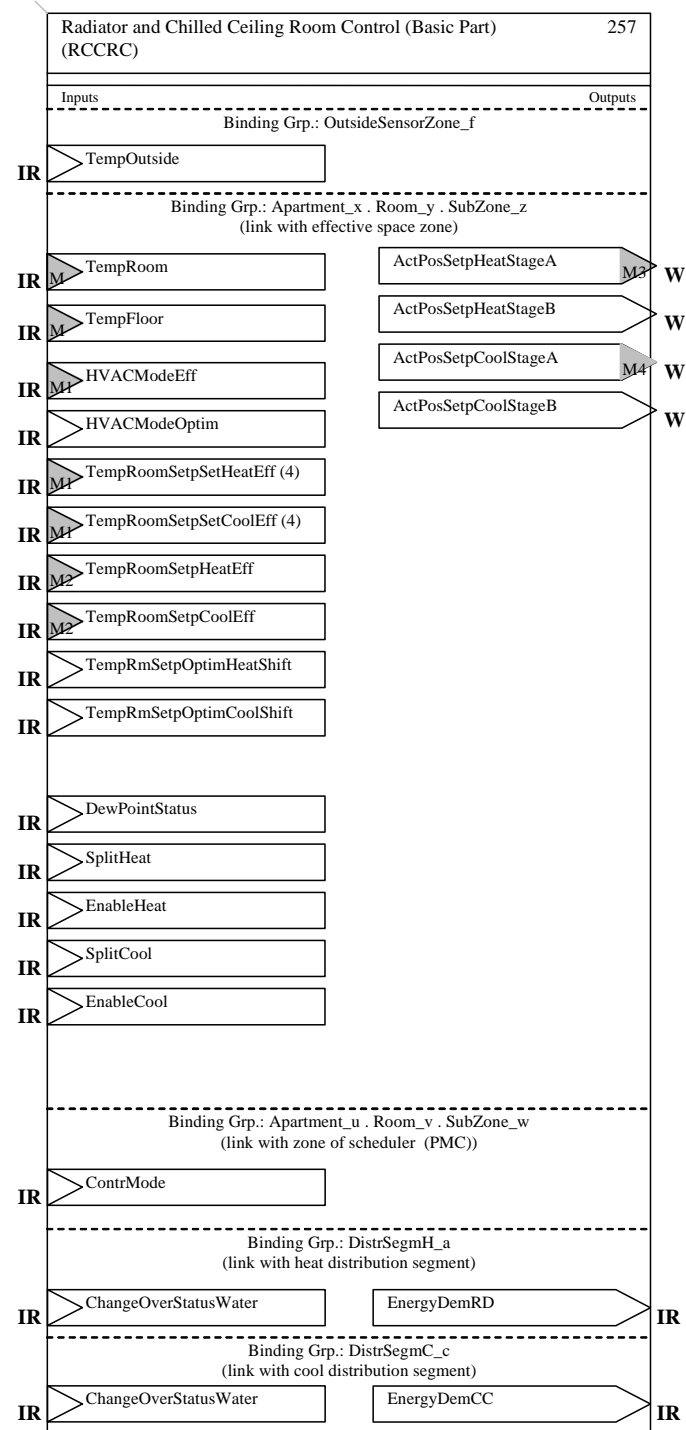 Radiator and Chilled Ceiling Room Control (Basic Part) 257
(RCCRC)
Inputs Outputs
Binding Grp.: OutsideSensorZone_f
IR TempOutside
Binding Grp.: Apartment_x . Room_y . SubZone_z
(link with effective space zone)
IR M TempRoom ActPosSetpHeatStageA M3 W
IR M TempFloor ActPosSetpHeatStageB W
IR M1 HVACModeEff ActPosSetpCoolStageA M4 W
IR HVACModeOptim ActPosSetpCoolStageB W
IR M1 TempRoomSetpSetHeatEff (4)
IR M1 TempRoomSetpSetCoolEff (4)
IR M2 TempRoomSetpHeatEff
IR M2 TempRoomSetpCoolEff
IR TempRmSetpOptimHeatShift
IR TempRmSetpOptimCoolShift
IR DewPointStatus
IR SplitHeat
IR EnableHeat
IR SplitCool
IR EnableCool
Binding Grp.: Apartment_u . Room_v . SubZone_w
(link with zone of scheduler (PMC))
IR ContrMode
Binding Grp.: DistrSegmH_a
(link with heat distribution segment)
IR ChangeOverStatusWater EnergyDemRD IR
Binding Grp.: DistrSegmC_c
(link with cool distribution segment)
IR ChangeOverStatusWater EnergyDemCC IR